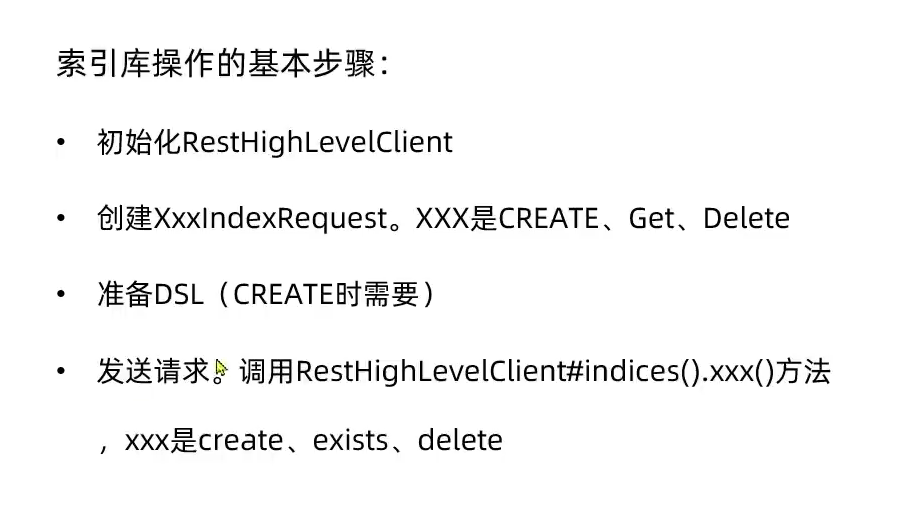 索引库操作的基本步骤：
• 初始化RestHighLevelClient
• 创建XxxIndexRequest。XXX是CREATE、Get、Delete
• 准备DSL（CREATE时需要）
• 发送请求。调用RestHighLevelClient#indices().xxx()方法
，xxx是create、exists、delete